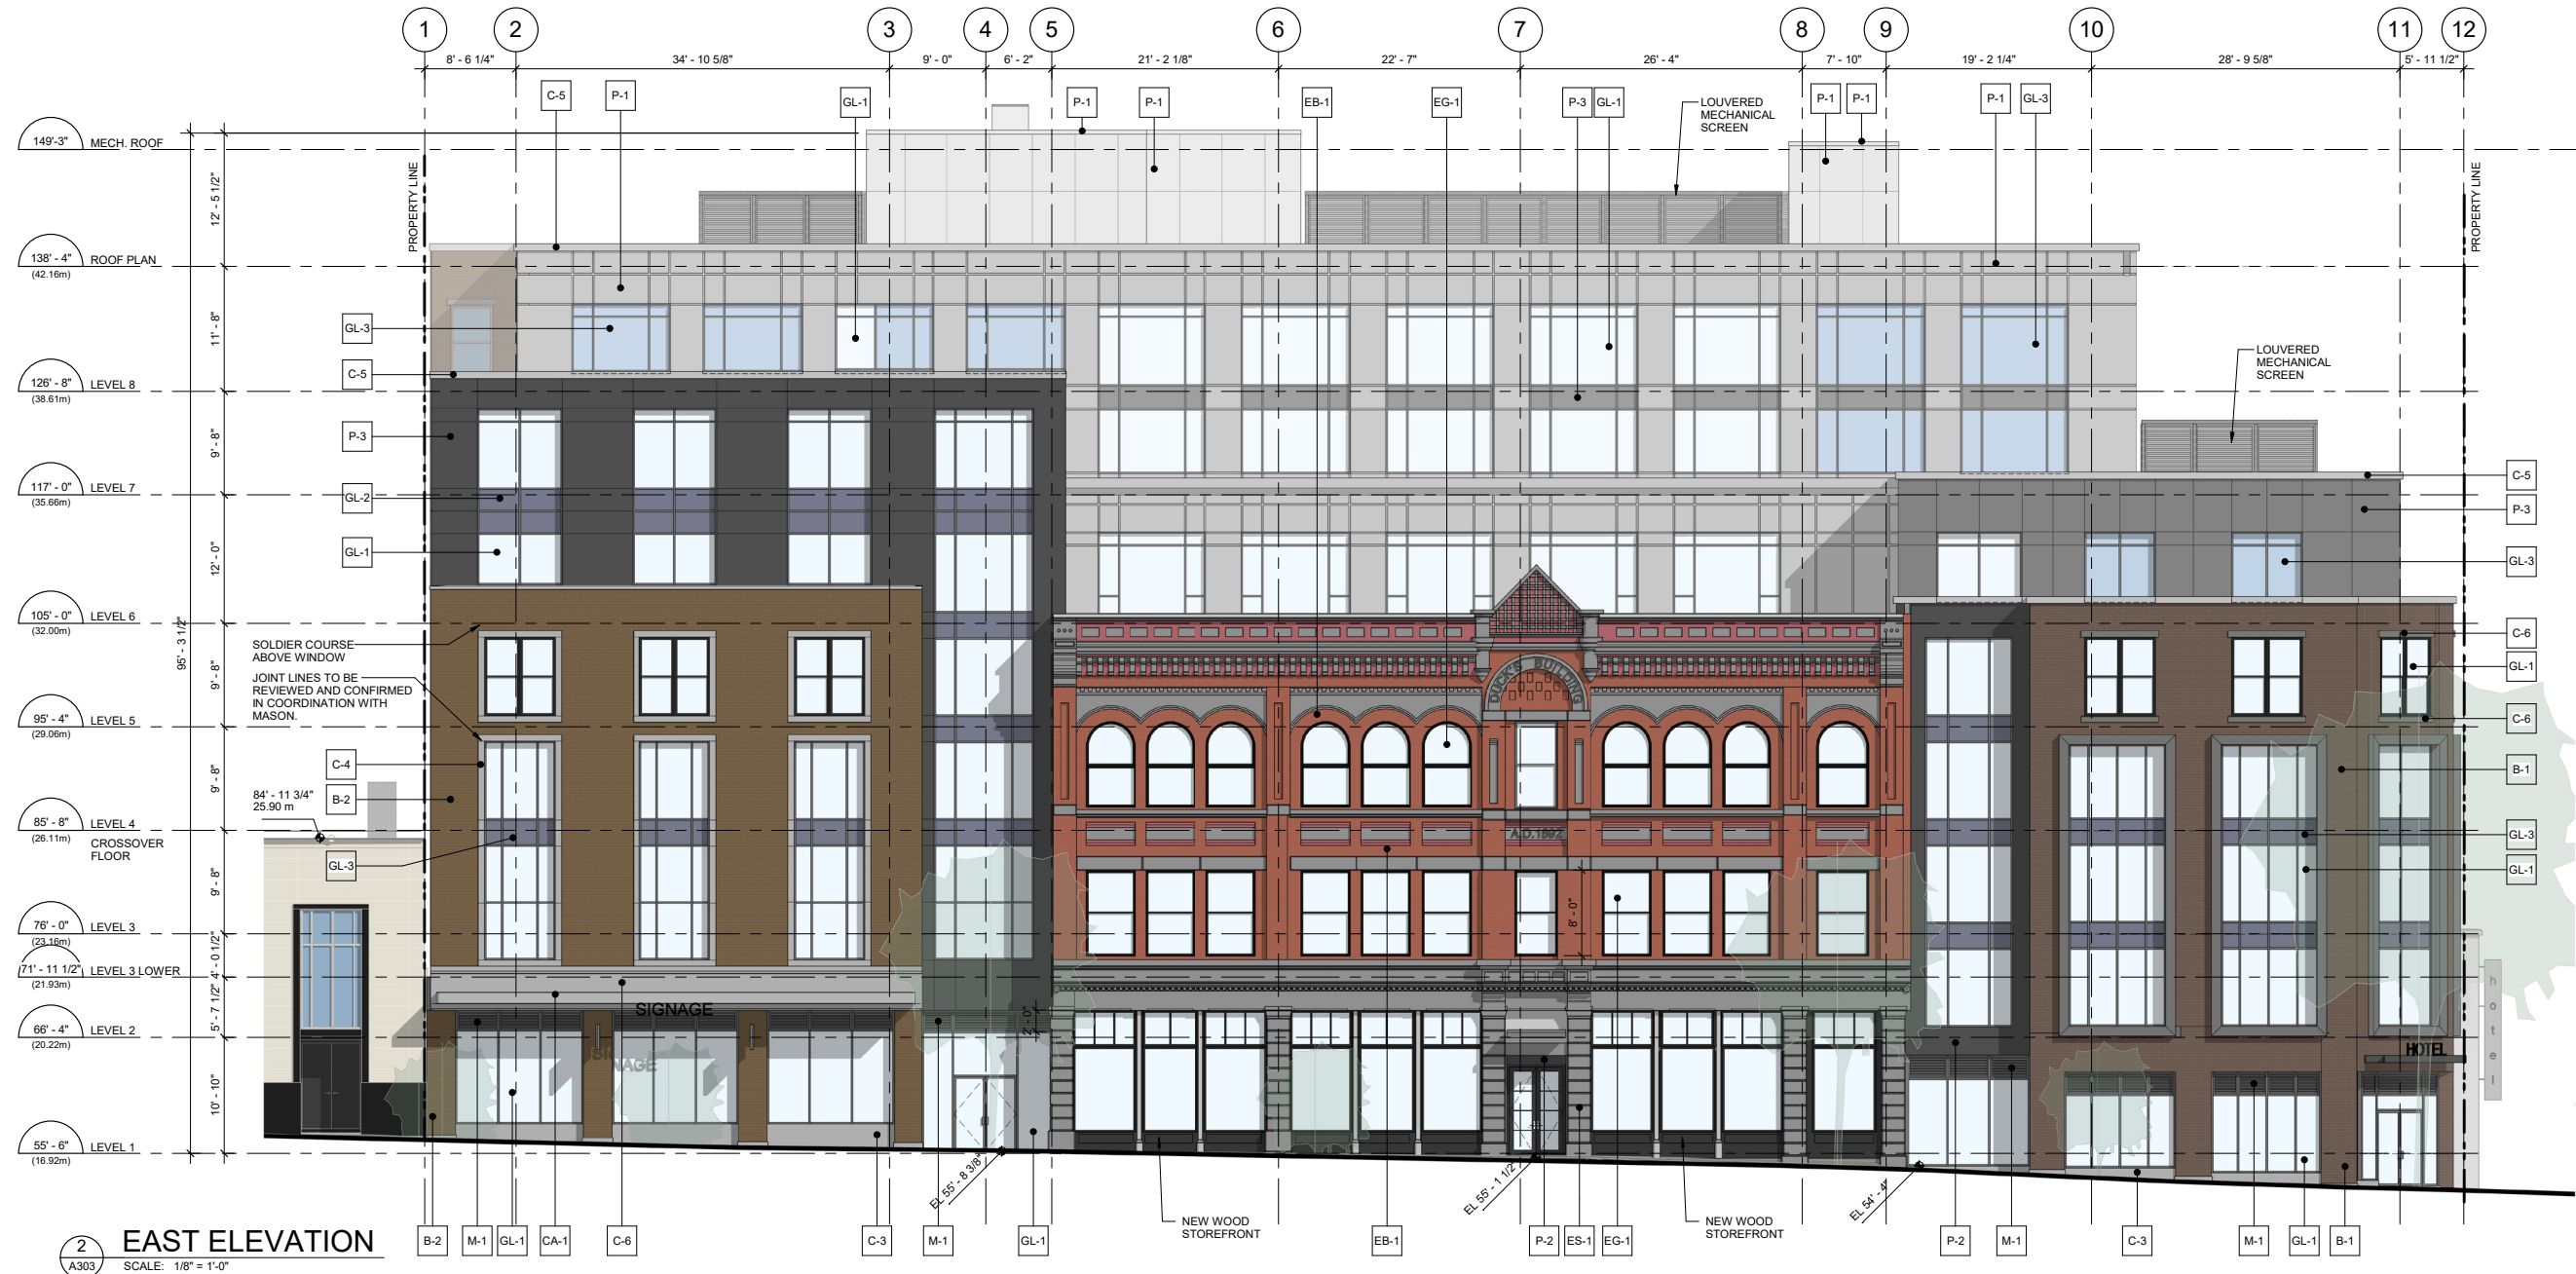 1 2 3 4 5 6 7 8 9 10 11 12
8' - 6 1/4" 34' - 10 5/8" 9' - 0" 6' - 2" 21' - 2 1/8" 22' - 7" 26' - 4" 7' - 10" 19' - 2 1/4" 28' - 9 5/8" 5' - 11 1/2"
C-5 P-1 GL-1 P-1 P-1 EB-1 EG-1 P-3 GL-1
LOUVERED
MECHANICAL
SCREEN
P-1 P-1 P-1 GL-3
149'-3" MECH. ROOF
PROPERTY LINE
PROPERTY LINE
12' - 5 1/2"
138' - 4" ROOF PLAN
(42.16m)
11' - 8"
GL-3
C-5
LOUVERED
MECHANICAL
SCREEN
126' - 8" LEVEL 8
(38.61m)
9' - 8"
P-3
117' - 0" LEVEL 7
(35.66m)
GL-2
GL-1
12' - 0"
C-5
P-3
GL-3
105' - 0" LEVEL 6
(32.00m)
95' - 3 1/2"
9' - 8"
SOLDIER COURSE
ABOVE WINDOW
JOINT LINES TO BE
REVIEWED AND CONFIRMED
IN COORDINATION WITH
MASON.
DUCK'S BUILDING
C-6
GL-1
C-6
95' - 4" LEVEL 5
(29.06m)
9' - 8"
C-4
B-2
B-1
84' - 11 3/4"
25.90 m
85' - 8" LEVEL 4
(26.11m) CROSSOVER
FLOOR
A.D.1892
GL-3
GL-3
GL-1
9' - 8"
8' - 0"
76' - 0" LEVEL 3
(23.16m)
4' - 0 1/2"
71' - 11 1/2" LEVEL 3 LOWER
(21.93m)
5' - 7 1/2"
SIGNAGE
2' - 0"
hotel
66' - 4" LEVEL 2
(20.22m)
SIGNAGE
HOTEL
10' - 10"
55' - 6" LEVEL 1
(16.92m)
EL 55' - 8 3/8"
EL 55' - 1 1/2"
EL 54' - 4"
B-2 M-1 GL-1 CA-1 C-6 C-3 M-1 GL-1
NEW WOOD
STOREFRONT
EB-1 P-2 ES-1 EG-1
NEW WOOD
STOREFRONT
P-2 M-1 C-3 M-1 GL-1 B-1
2
A303
EAST ELEVATION
SCALE: 1/8" = 1'-0"